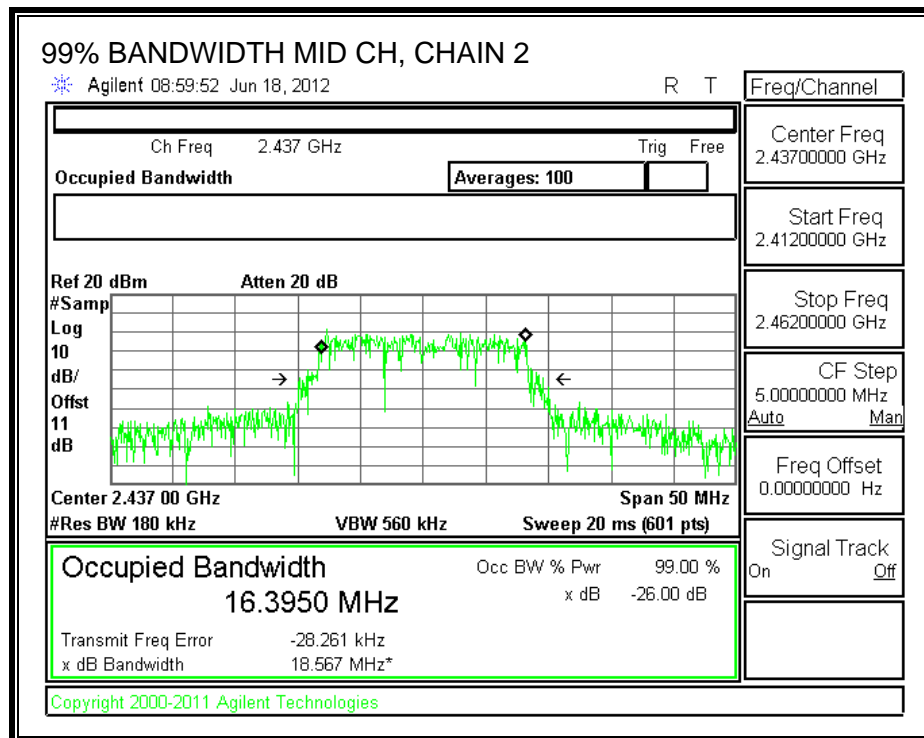 99% BANDWIDTH MID CH, CHAIN 2
Agilent 08:59:52 Jun 18, 2012 R T
Freq/Channel
Ch Freq 2.437 GHz Trig Free
Occupied Bandwidth Averages: 100
Ref 20 dBm Atten 20 dB
#Samp
Log
10
dB/
Offst
11
dB
Center 2.437 00 GHz Span 50 MHz
#Res BW 180 kHz VBW 560 kHz Sweep 20 ms (601 pts)
Occupied Bandwidth Occ BW % Pwr 99.00 %
16.3950 MHz x dB -26.00 dB
Transmit Freq Error -28.261 kHz
x dB Bandwidth 18.567 MHz*
Copyright 2000-2011 Agilent Technologies
Center Freq
2.43700000 GHz
Start Freq
2.41200000 GHz
Stop Freq
2.46200000 GHz
CF Step
5.00000000 MHz
Auto Man
Freq Offset
0.00000000 Hz
Signal Track
On Off